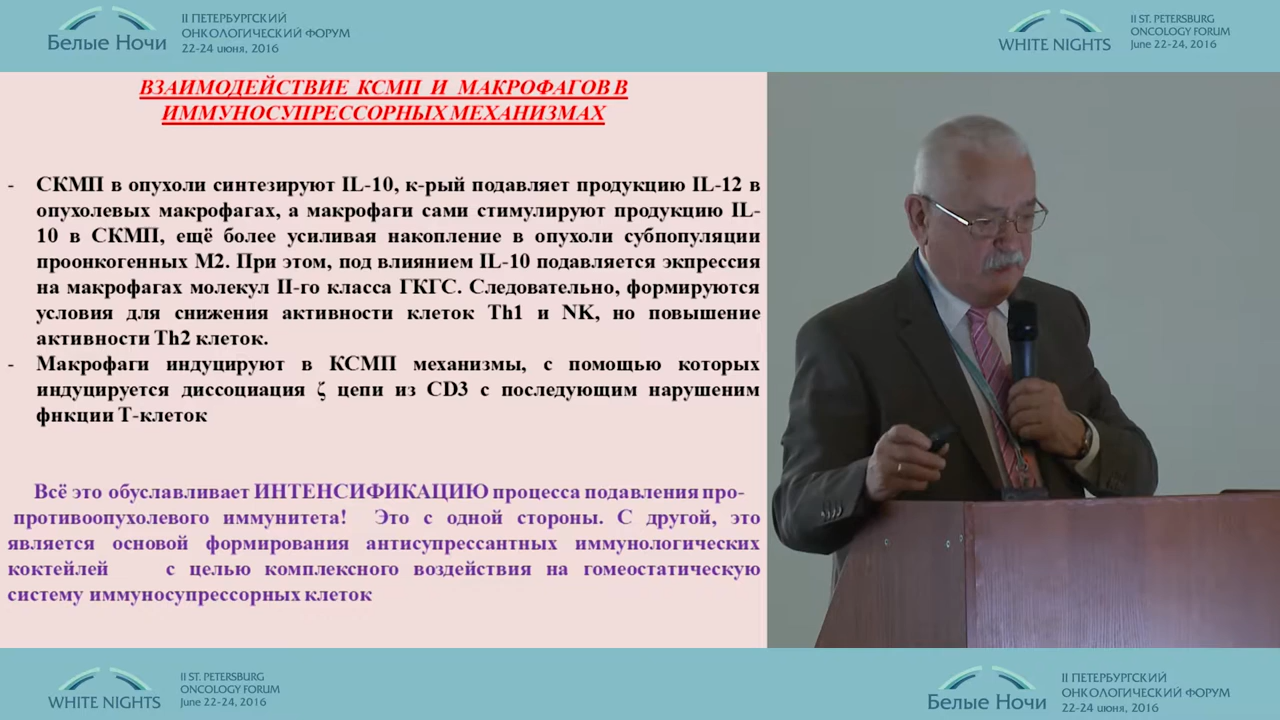 Белые Ночи
II ПЕТЕРБУРГСКИЙ
ОНКОЛОГИЧЕСКИЙ ФОРУМ
22-24 июня, 2016
WHITE NIGHTS
II ST. PETERSBURG
ONCOLOGY FORUM
June 22-24, 2016
ВЗАИМОДЕЙСТВИЕ КСМП И МАКРОФАГОВ В
ИММУНОСУПРЕССОРНЫХ МЕХАНИЗМАХ
- СКМП в опухоли синтезируют IL-10, к-рый подавляет продукцию IL-12 в
опухолевых макрофагах, а макрофаги сами стимулируют продукцию IL-
10 в СКМП, ещё более усиливая накопление в опухоли субпопуляции
проонкогенных М2. При этом, под влиянием IL-10 подавляется экпрессия
на макрофагах молекул II-го класса ГКГС. Следовательно, формируются
условия для снижения активности клеток Th1 и NK, но повышение
активности Th2 клеток.
- Макрофаги индуцируют в КСМП механизмы, с помощью которых
индуцируется диссоциация ζ цепи из CD3 с последующим нарушеним
фнкции Т-клеток
Всё это обуславливает ИНТЕНСИФИКАЦИЮ процесса подавления про-
противоопухолевого иммунитета! Это с одной стороны. С другой, это
является основой формирования антисупрессантных иммунологических
коктейлей с целью комплексного воздействия на гомеостатическую
систему иммуносупрессорных клеток
WHITE NIGHTS
II ST. PETERSBURG
ONCOLOGY FORUM
June 22-24, 2016
Белые Ночи
II ПЕТЕРБУРГСКИЙ
ОНКОЛОГИЧЕСКИЙ ФОРУМ
22-24 июня, 2016